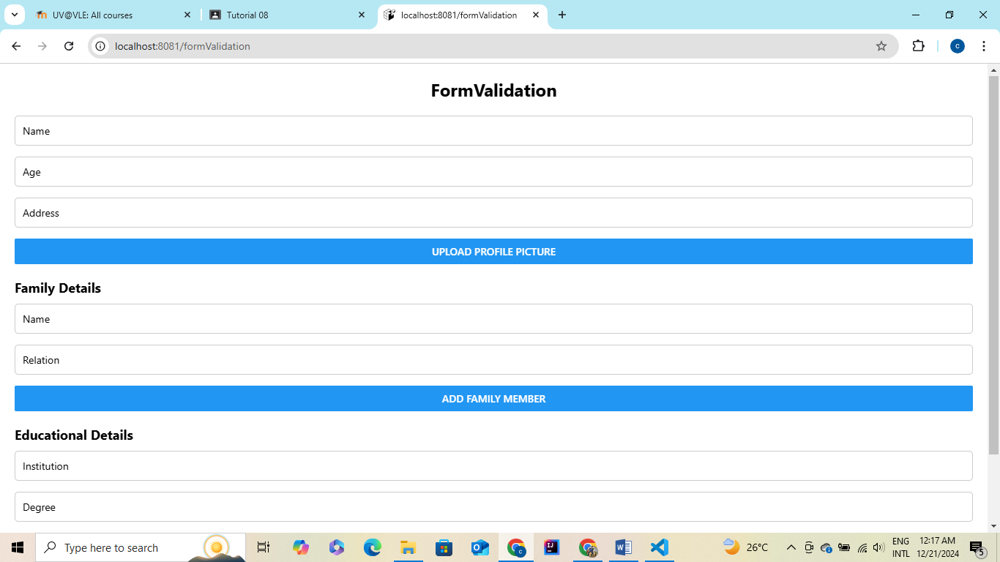 UV@VLE: All courses
Tutorial 08
localhost:8081/formValidation
localhost:8081/formValidation
c
FormValidation
Name
Age
Address
UPLOAD PROFILE PICTURE
Family Details
Name
Relation
ADD FAMILY MEMBER
Educational Details
Institution
Degree
Type here to search
26°C
ENG
INTL
12:17 AM
12/21/2024
5